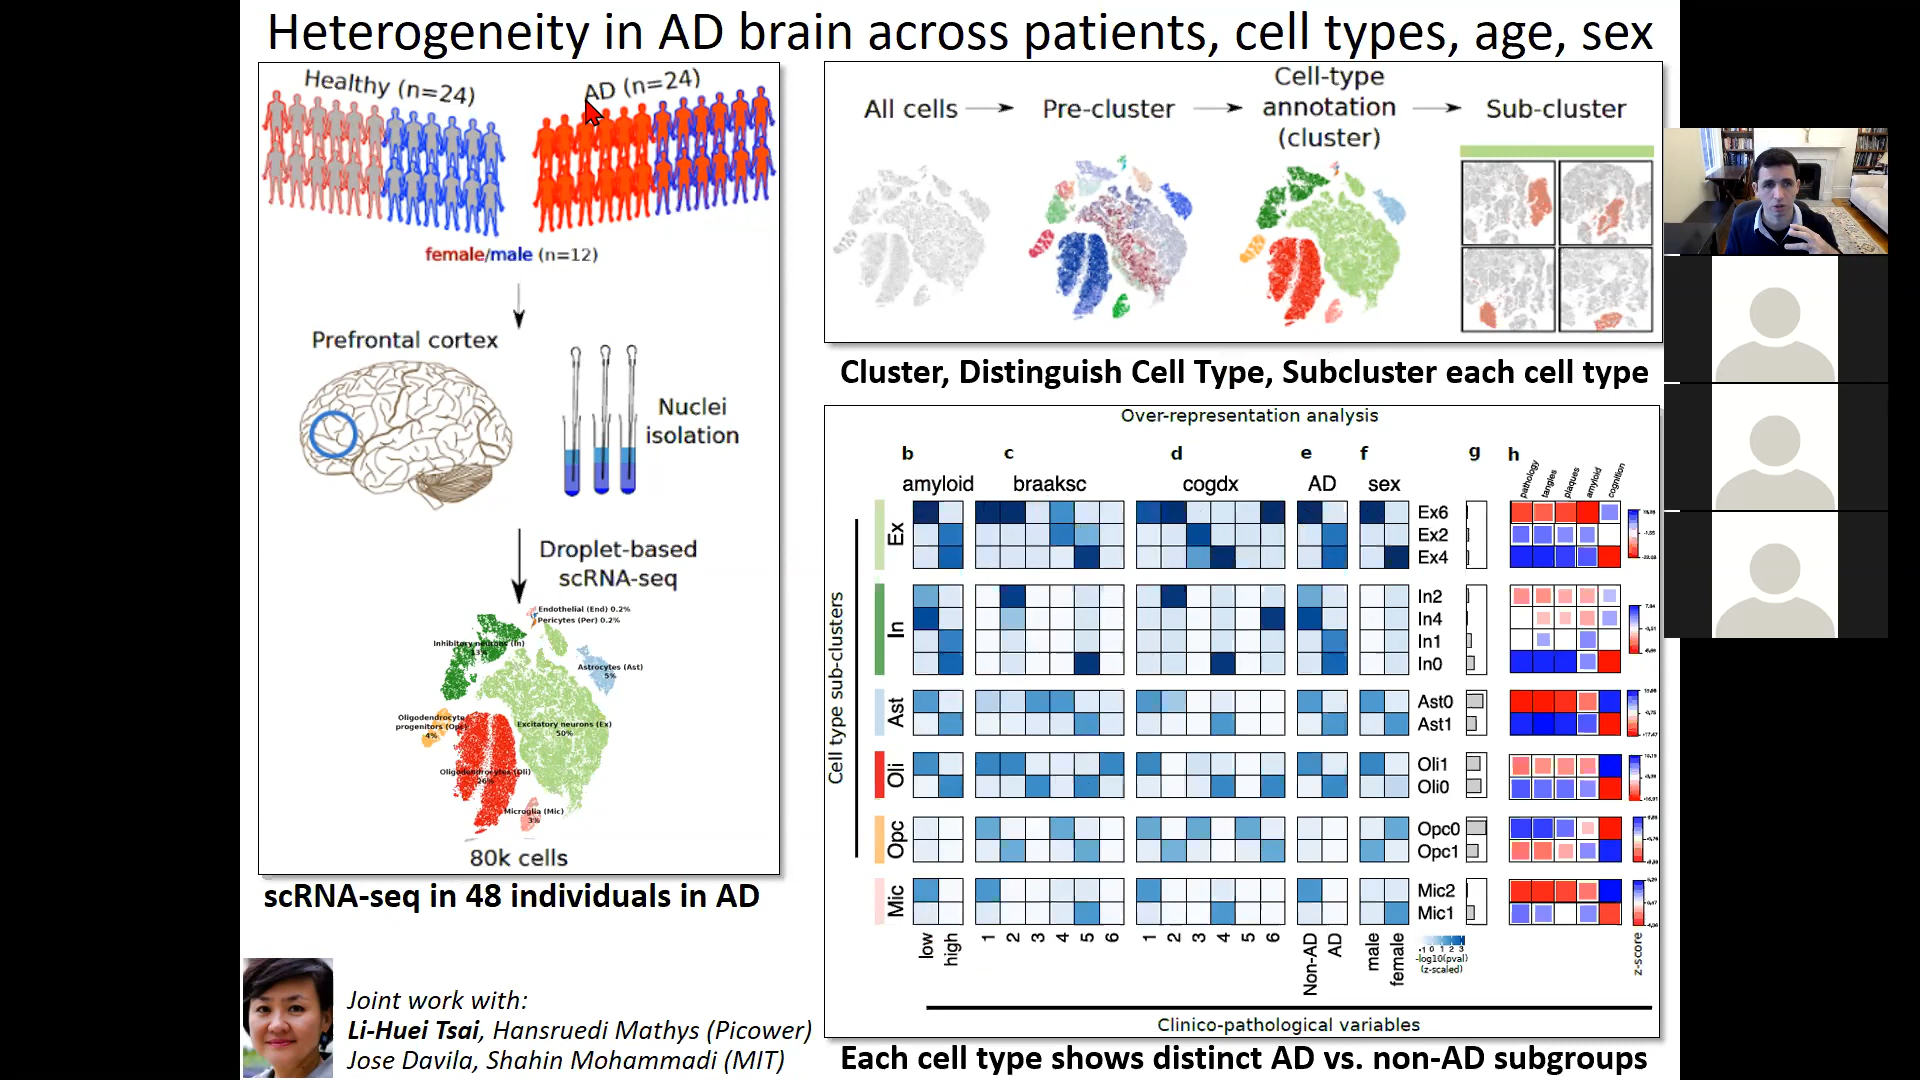 Heterogeneity in AD brain across patients, cell types, age, sex
Healthy (n=24)
AD (n=24)
female/male (n=12)
Prefrontal cortex
Nuclei
isolation
Droplet-based
scRNA-seq
Endothelial (End) 0.2%
Pericytes (Per) 0.2%
Inhibitory neurons (In)
Astrocytes (Ast)
5%
Oligodendrocyte
progenitors (Opc)
4%
Excitatory neurons (Ex)
50%
Oligodendrocytes (Oli)
26%
Microglia (Mic)
3%
80k cells
scRNA-seq in 48 individuals in AD
Joint work with:
Li-Huei Tsai, Hansruedi Mathys (Picower)
Jose Davila, Shahin Mohammadi (MIT)
All cells
Pre-cluster
Cell-type
annotation
(cluster)
Sub-cluster
Cluster, Distinguish Cell Type, Subcluster each cell type
Over-representation analysis
b c d e f g h
amyloid braaksc cogdx AD sex
pathology tangles plaques amyloid cognition
Cell type sub-clusters
Ex
Ex6
Ex2
Ex4
In
In2
In4
In1
In0
Ast
Ast0
Ast1
Oli
Oli1
Oli0
Opc
Opc0
Opc1
Mic
Mic2
Mic1
low high 1 2 3 4 5 6 1 2 3 4 5 6 Non-AD AD male female
-1 0 1 2 3
-log10(pval)
(z-scaled)
z-score
Clinico-pathological variables
Each cell type shows distinct AD vs. non-AD subgroups